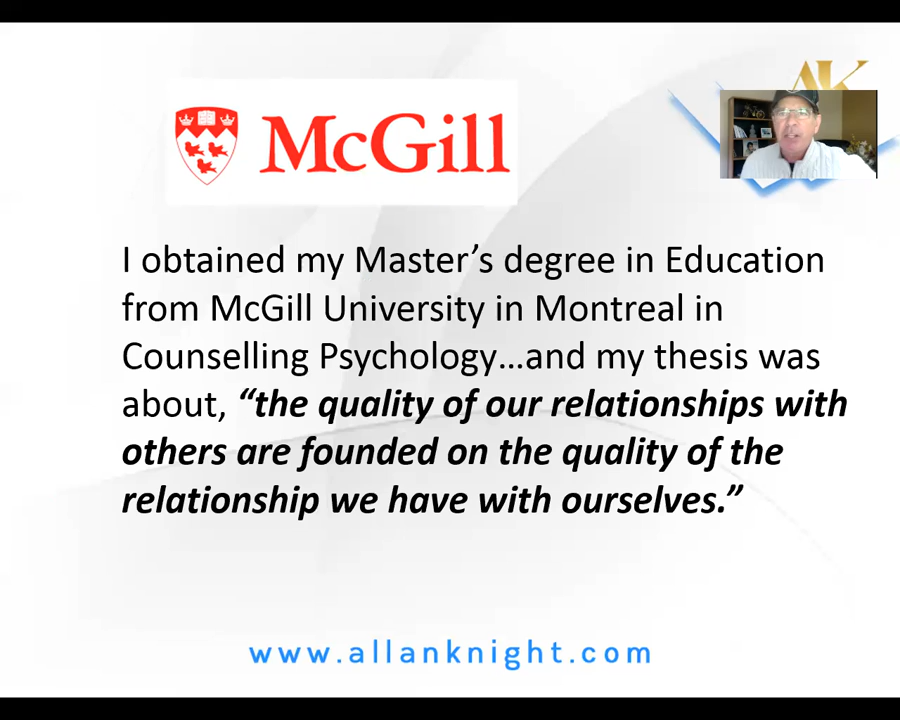 AK
McGill
I obtained my Master’s degree in Education
from McGill University in Montreal in
Counselling Psychology…and my thesis was
about, “the quality of our relationships with
others are founded on the quality of the
relationship we have with ourselves.”
www.allanknight.com